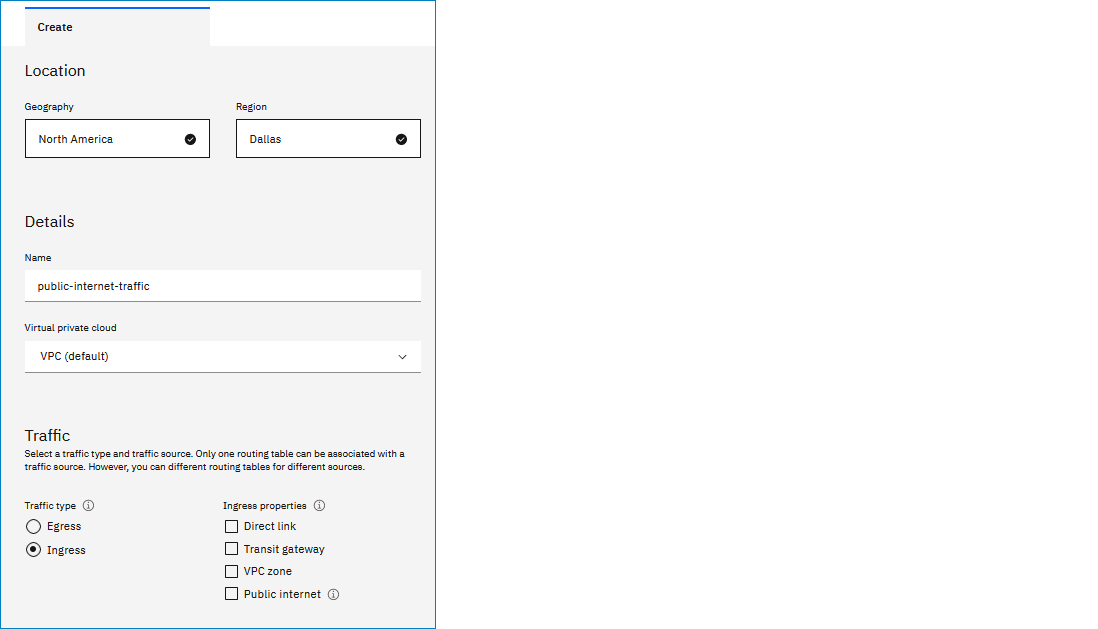 Create
Location
Geography
Region
North America
Dallas
Details
Name
public-internet-traffic
Virtual private cloud
VPC (default)
Traffic
Select a traffic type and traffic source. Only one routing table can be associated with a
traffic source. However, you can different routing tables for different sources.
Traffic type
Ingress properties
Egress
Direct link
Ingress
Transit gateway
VPC zone
Public internet